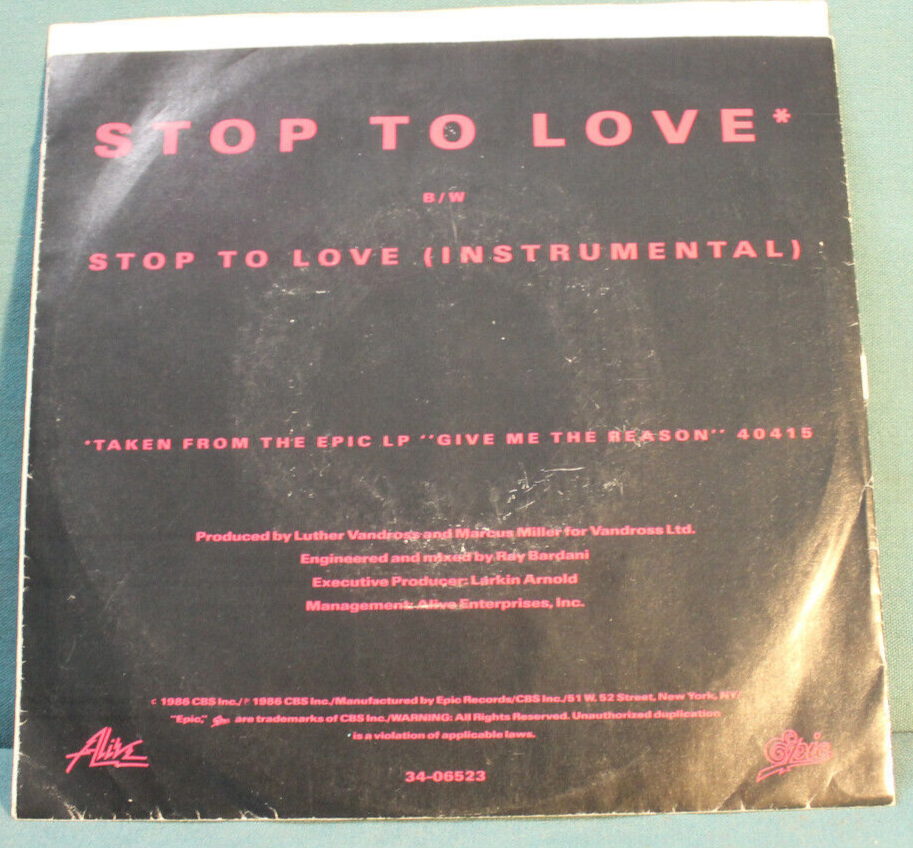 STOP TO LOVE*
B/W
STOP TO LOVE (INSTRUMENTAL)
*TAKEN FROM THE EPIC LP "GIVE ME THE REASON" 40415
Produced by Luther Vandross and Marcus Miller for Vandross Ltd.
Engineered and mixed by Ray Bardani
Executive Producer: Larkin Arnold
Management: Alive Enterprises, Inc.
© 1986 CBS Inc./℗ 1986 CBS Inc./Manufactured by Epic Records/CBS Inc./51 W. 52 Street, New York, NY/
"Epic," Epic are trademarks of CBS Inc./WARNING: All Rights Reserved. Unauthorized duplication
is a violation of applicable laws.
Alive
Epic
34-06523